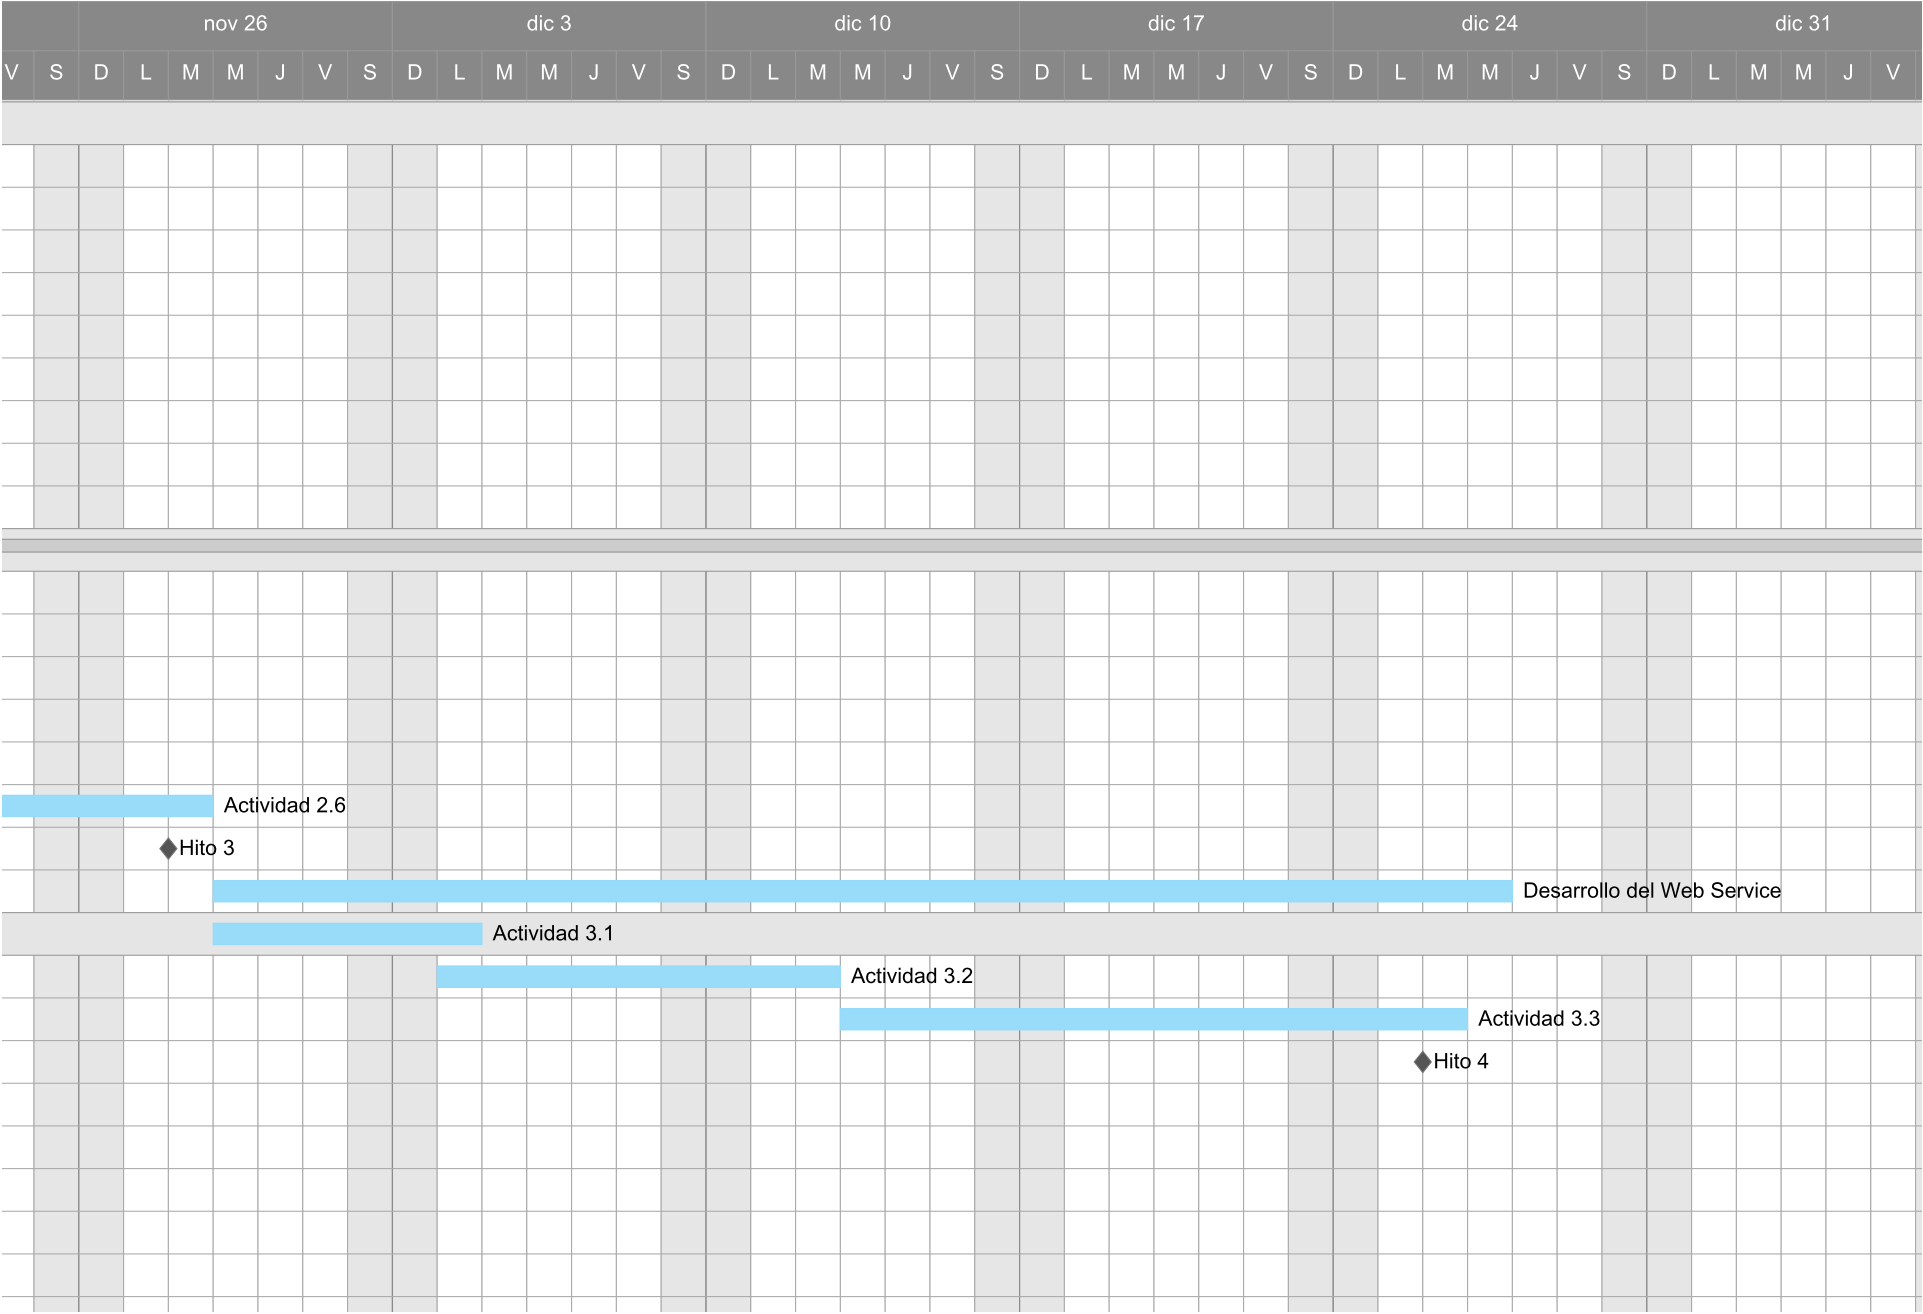 nov 26 dic 3 dic 10 dic 17 dic 24 dic 31
V S D L M M J V S D L M M J V S D L M M J V S D L M M J V S D L M M J V S D L M M J V
Actividad 2.6
Hito 3
Desarrollo del Web Service
Actividad 3.1
Actividad 3.2
Actividad 3.3
Hito 4